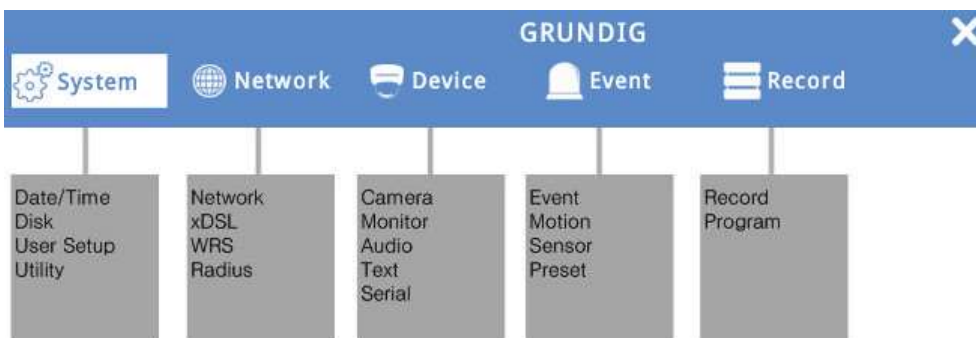 GRUNDIG
System
Network
Device
Event
Record
Date/Time
Disk
User Setup
Utility
Network
xDSL
WRS
Radius
Camera
Monitor
Audio
Text
Serial
Event
Motion
Sensor
Preset
Record
Program